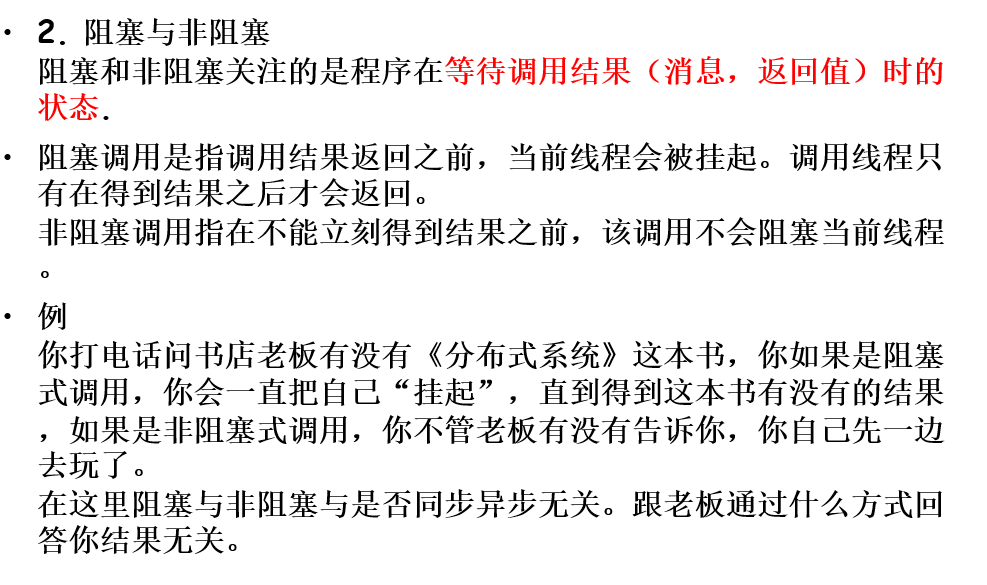 • 2. 阻塞与非阻塞
阻塞和非阻塞关注的是程序在等待调用结果（消息，返回值）时的
状态.
• 阻塞调用是指调用结果返回之前，当前线程会被挂起。调用线程只
有在得到结果之后才会返回。
非阻塞调用指在不能立刻得到结果之前，该调用不会阻塞当前线程
。
• 例
你打电话问书店老板有没有《分布式系统》这本书，你如果是阻塞
式调用，你会一直把自己“挂起”，直到得到这本书有没有的结果
，如果是非阻塞式调用，你不管老板有没有告诉你，你自己先一边
去玩了。
在这里阻塞与非阻塞与是否同步异步无关。跟老板通过什么方式回
答你结果无关。